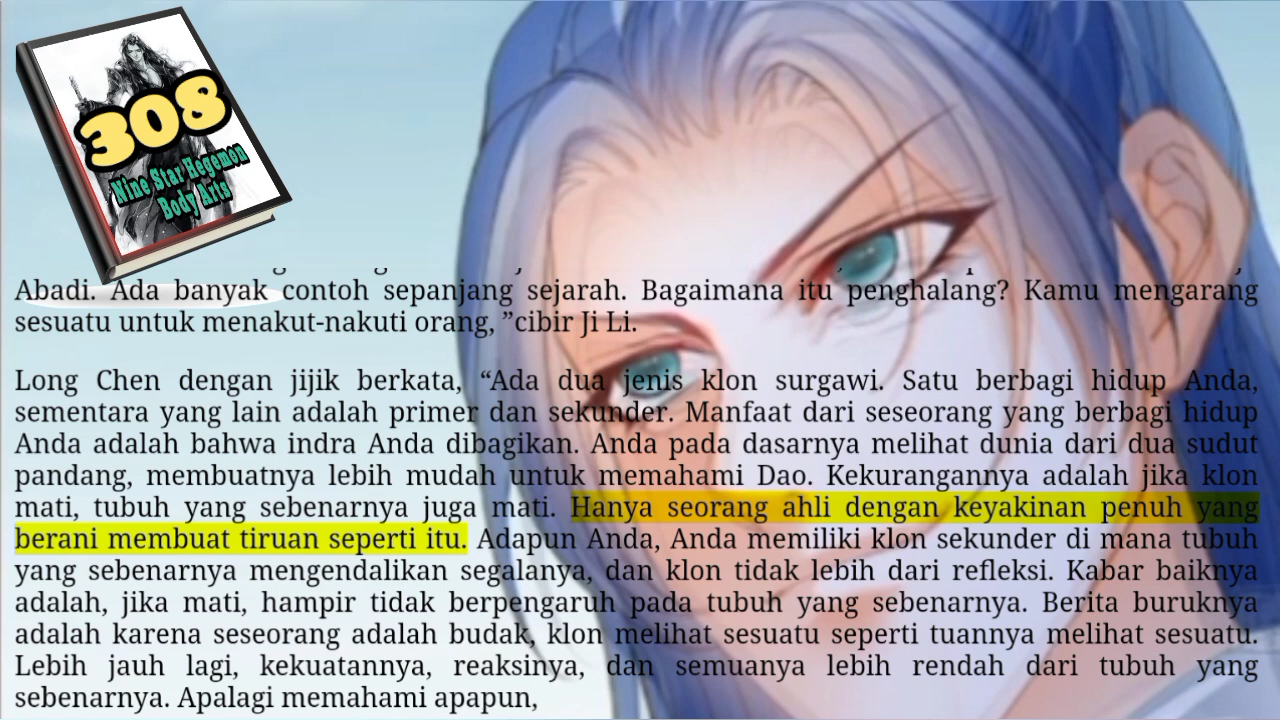 308
Nine Star Hegemon
Body Arts
Abadi. Ada banyak contoh sepanjang sejarah. Bagaimana itu penghalang? Kamu mengarang
sesuatu untuk menakut-nakuti orang, ”cibir Ji Li.
Long Chen dengan jijik berkata, “Ada dua jenis klon surgawi. Satu berbagi hidup Anda,
sementara yang lain adalah primer dan sekunder. Manfaat dari seseorang yang berbagi hidup
Anda adalah bahwa indra Anda dibagikan. Anda pada dasarnya melihat dunia dari dua sudut
pandang, membuatnya lebih mudah untuk memahami Dao. Kekurangannya adalah jika klon
mati, tubuh yang sebenarnya juga mati. Hanya seorang ahli dengan keyakinan penuh yang
berani membuat tiruan seperti itu. Adapun Anda, Anda memiliki klon sekunder di mana tubuh
yang sebenarnya mengendalikan segalanya, dan klon tidak lebih dari refleksi. Kabar baiknya
adalah, jika mati, hampir tidak berpengaruh pada tubuh yang sebenarnya. Berita buruknya
adalah karena seseorang adalah budak, klon melihat sesuatu seperti tuannya melihat sesuatu.
Lebih jauh lagi, kekuatannya, reaksinya, dan semuanya lebih rendah dari tubuh yang
sebenarnya. Apalagi memahami apapun,